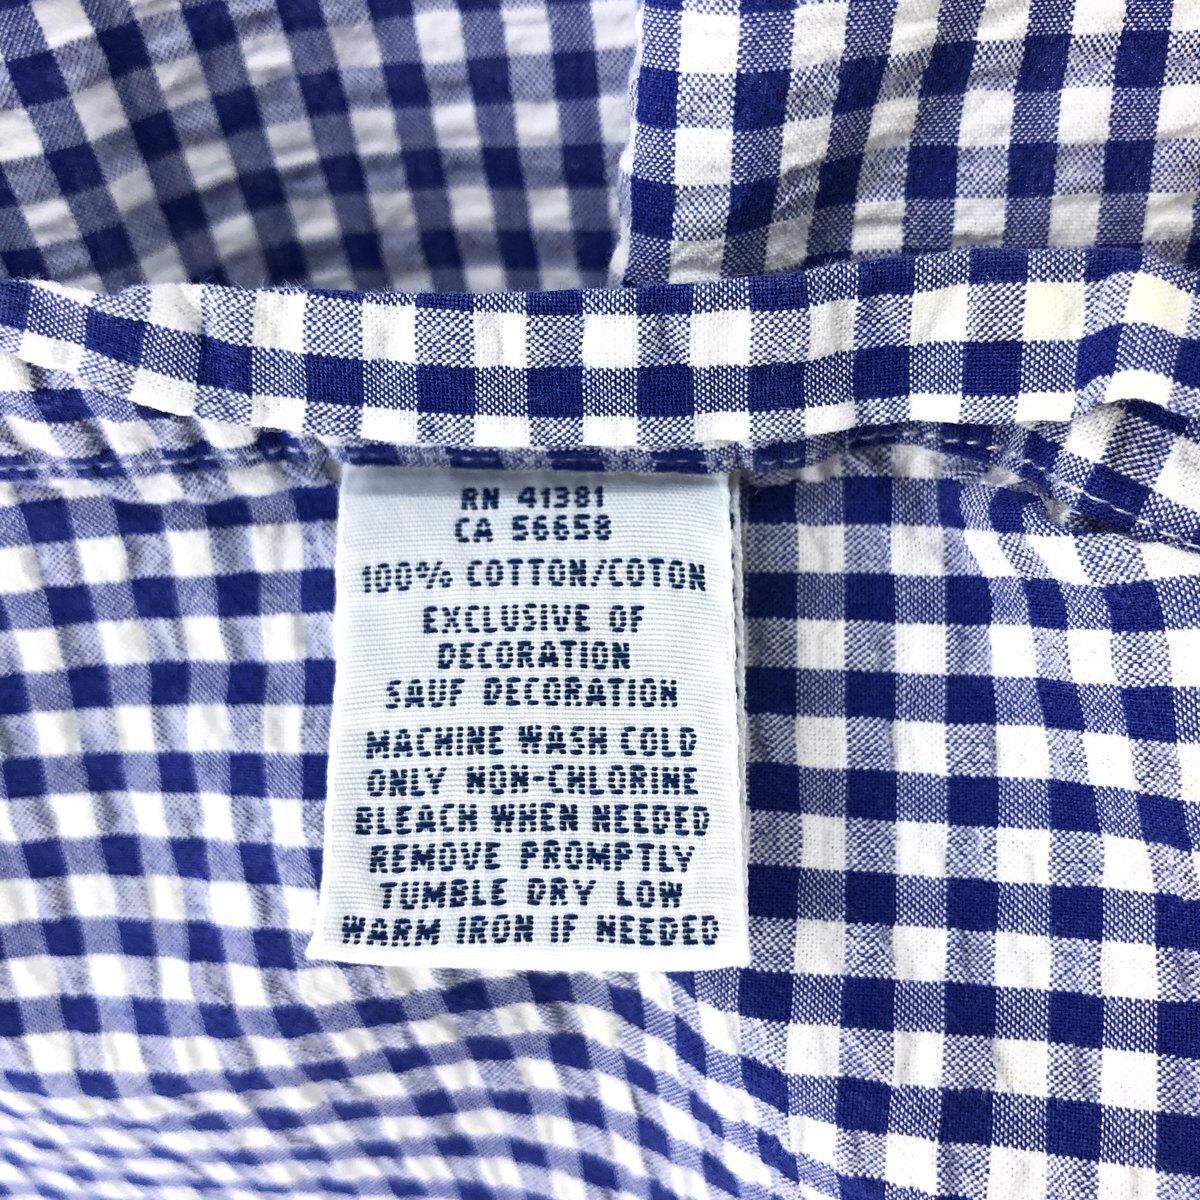 RN 41381
CA 56658
100% COTTON/COTON
EXCLUSIVE OF
DECORATION
SAUF DECORATION
MACHINE WASH COLD
ONLY NON-CHLORINE
BLEACH WHEN NEEDED
REMOVE PROMPTLY
TUMBLE DRY LOW
WARM IRON IF NEEDED